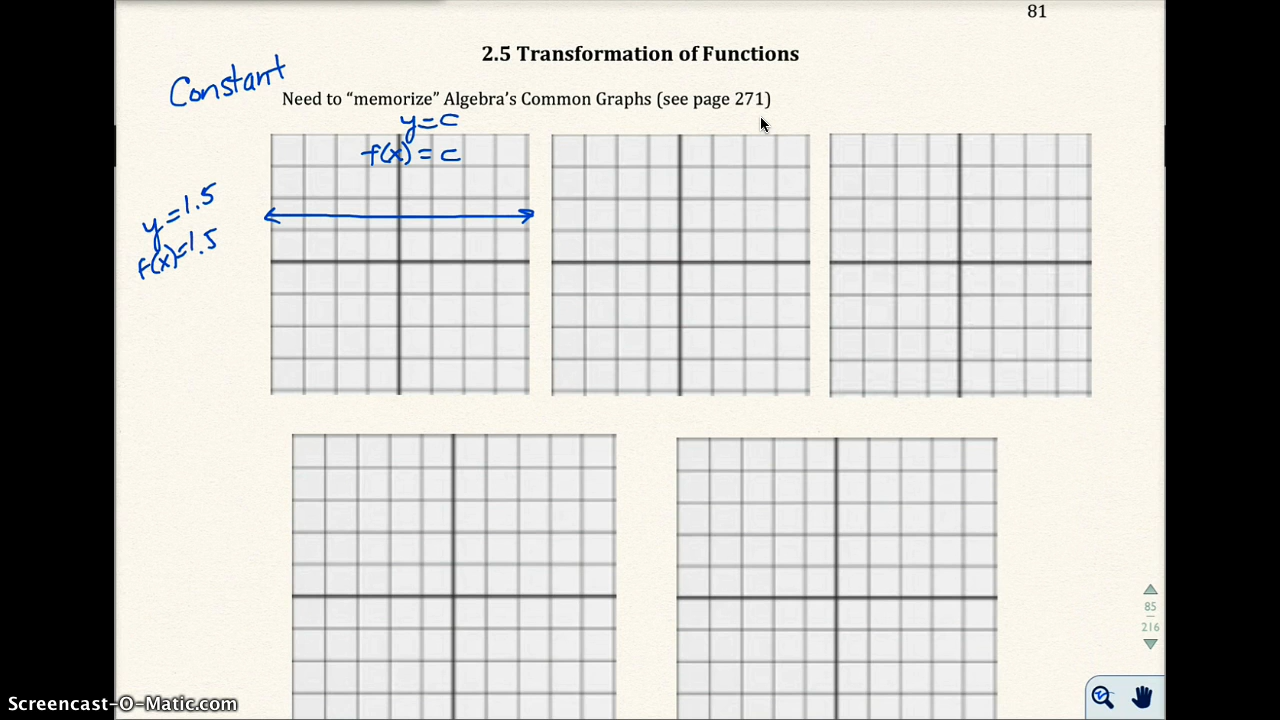 81
2.5 Transformation of Functions
Constant
Need to “memorize” Algebra’s Common Graphs (see page 271)
y=c
f(x)=c
y=1.5
f(x)=1.5
85
216
Screencast-O-Matic.com